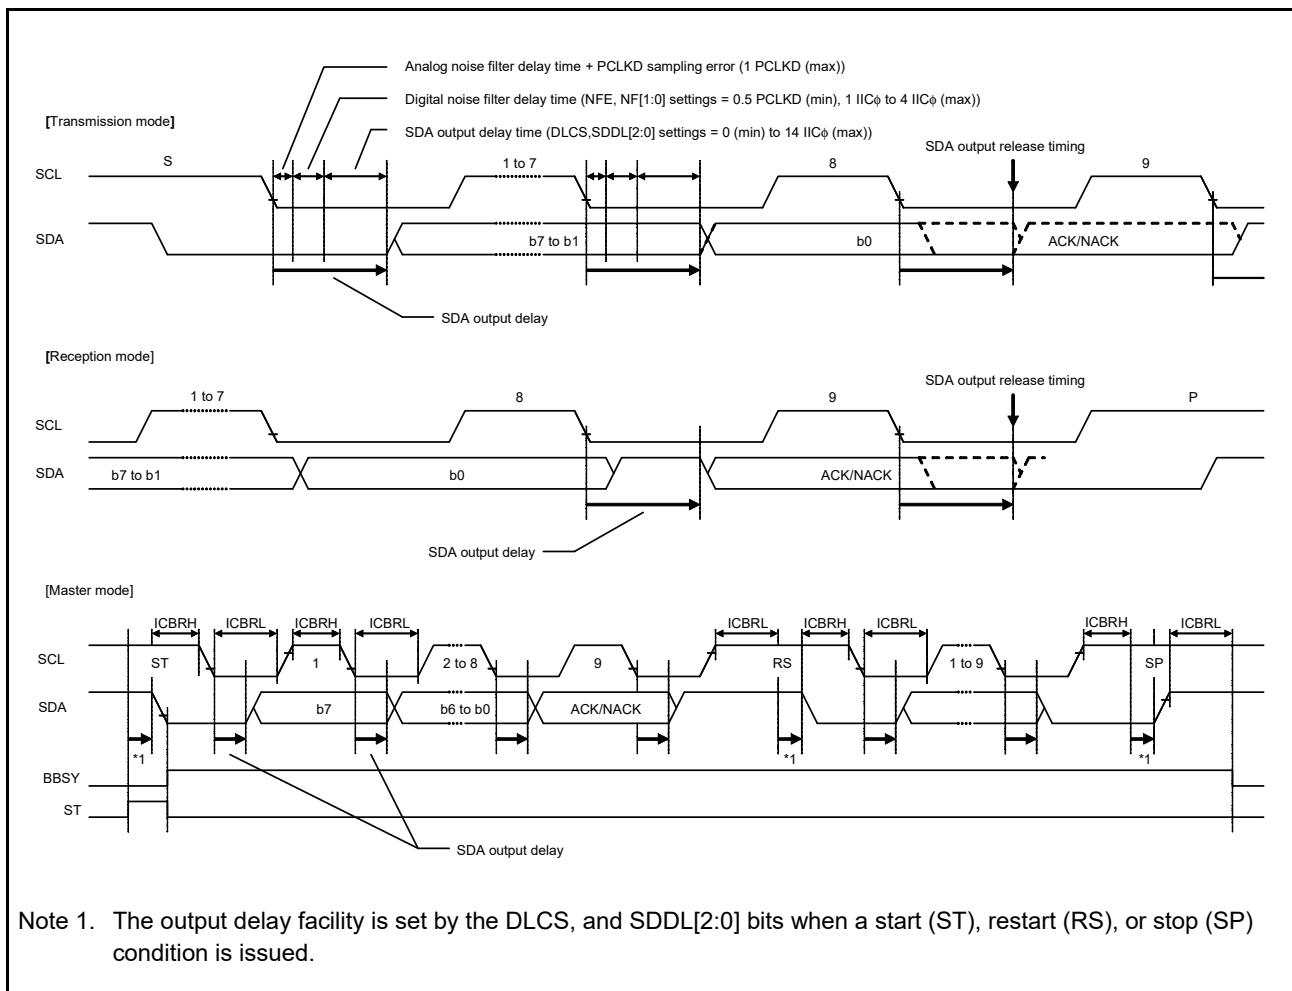 Analog noise filter delay time + PCLKD sampling error (1 PCLKD (max))
Digital noise filter delay time (NFE, NF[1:0] settings = 0.5 PCLKD (min), 1 IICϕ to 4 IICϕ (max))
[Transmission mode]
SDA output delay time (DLCS,SDDL[2:0] settings = 0 (min) to 14 IICϕ (max))
SDA output release timing
S
1 to 7
8
9
SCL
SDA
b7 to b1
b0
ACK/NACK
SDA output delay
[Reception mode]
SDA output release timing
1 to 7
8
9
P
SCL
SDA
b7 to b1
b0
ACK/NACK
SDA output delay
[Master mode]
ICBRH
ICBRL
ICBRH
ICBRL
ICBRL
ICBRH
ICBRL
ICBRH
ICBRL
SCL
ST
1
2 to 8
9
RS
1 to 9
SP
SDA
b7
b6 to b0
ACK/NACK
*1
*1
*1
BBSY
ST
SDA output delay
Note 1. The output delay facility is set by the DLCS, and SDDL[2:0] bits when a start (ST), restart (RS), or stop (SP)
condition is issued.